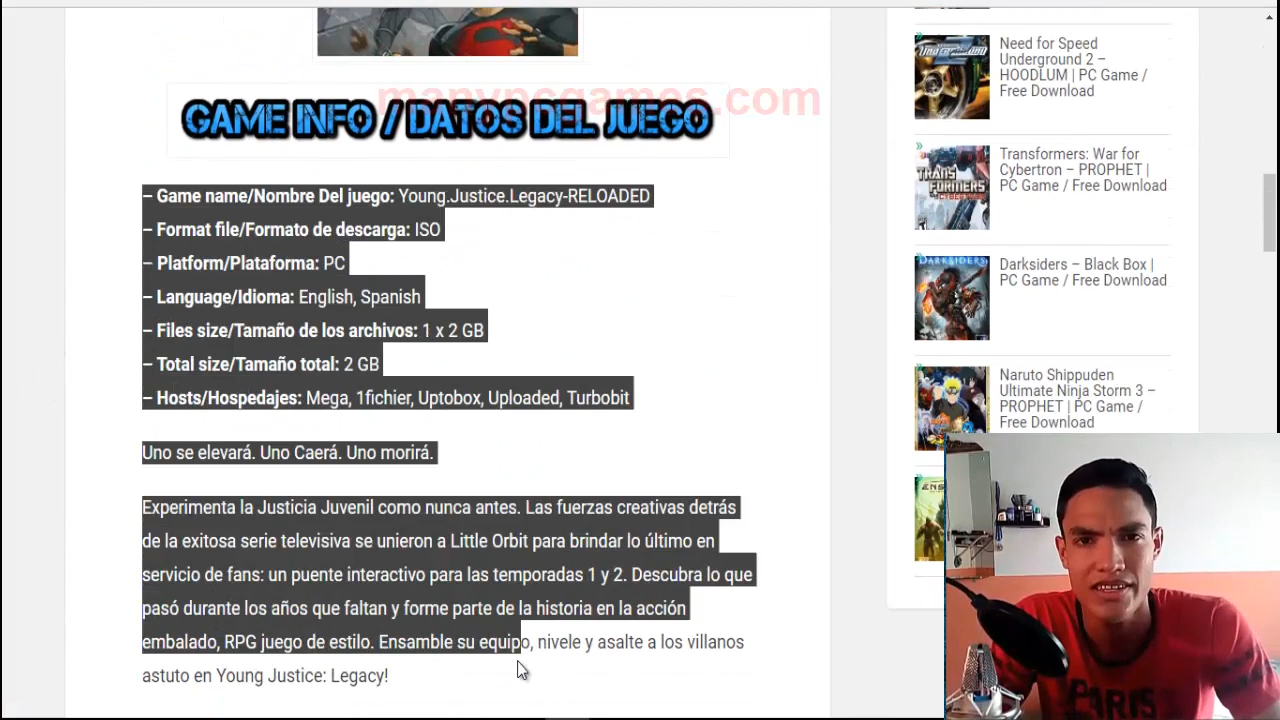 manypcgames.com
GAME INFO / DATOS DEL JUEGO
– Game name/Nombre Del juego: Young.Justice.Legacy-RELOADED
– Format file/Formato de descarga: ISO
– Platform/Plataforma: PC
– Language/Idioma: English, Spanish
– Files size/Tamaño de los archivos: 1 x 2 GB
– Total size/Tamaño total: 2 GB
– Hosts/Hospedajes: Mega, 1fichier, Uptobox, Uploaded, Turbobit
Uno se elevará. Uno Caerá. Uno morirá.
Experimenta la Justicia Juvenil como nunca antes. Las fuerzas creativas detrás
de la exitosa serie televisiva se unieron a Little Orbit para brindar lo último en
servicio de fans: un puente interactivo para las temporadas 1 y 2. Descubra lo que
pasó durante los años que faltan y forme parte de la historia en la acción
embalado, RPG juego de estilo. Ensamble su equipo, nivele y asalte a los villanos
astuto en Young Justice: Legacy!
Need for Speed
Underground 2 –
HOODLUM | PC Game /
Free Download
Transformers: War for
Cybertron – PROPHET |
PC Game / Free Download
TRANSFORMERS
DARKSIDERS
Darksiders – Black Box |
PC Game / Free Download
Naruto Shippuden
Ultimate Ninja Storm 3 –
PROPHET | PC Game /
Free Download
PARIS